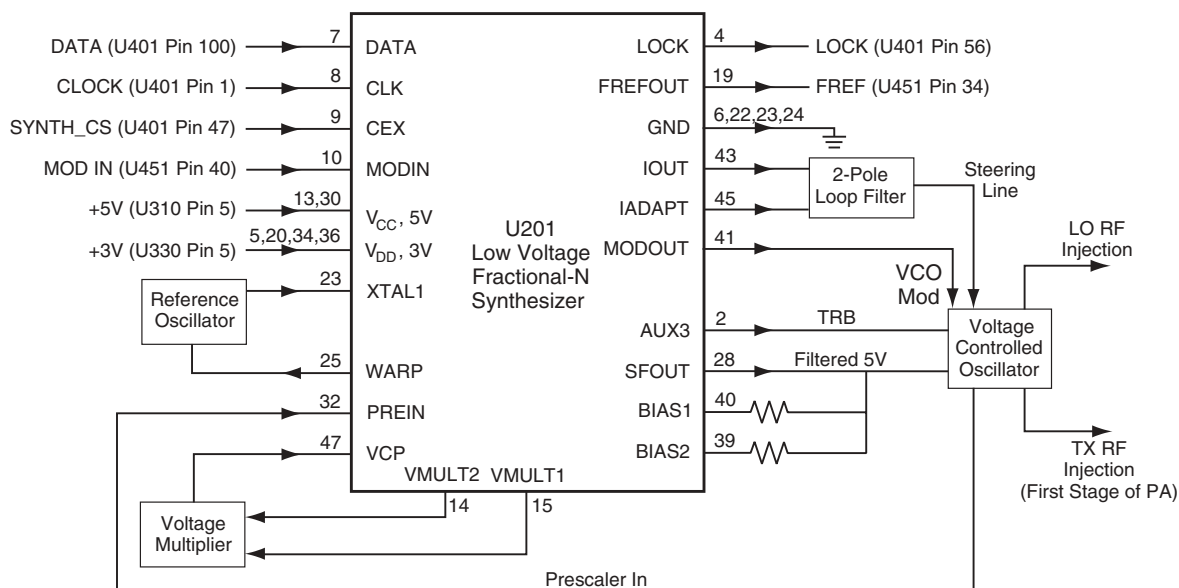 DATA (U401 Pin 100)
7
DATA
CLOCK (U401 Pin 1)
8
CLK
SYNTH_CS (U401 Pin 47)
9
CEX
MOD IN (U451 Pin 40)
10
MODIN
+5V (U310 Pin 5)
13,30
VCC, 5V
+3V (U330 Pin 5)
5,20,34,36
VDD, 3V
Reference
Oscillator
23
XTAL1
25
WARP
32
PREIN
47
VCP
VMULT2
VMULT1
14
15
Voltage
Multiplier
U201
Low Voltage
Fractional-N
Synthesizer
LOCK
4
LOCK (U401 Pin 56)
FREFOUT
19
FREF (U451 Pin 34)
GND
6,22,23,24
IOUT
43
IADAPT
45
2-Pole
Loop Filter
Steering
Line
MODOUT
41
VCO
Mod
LO RF
Injection
AUX3
2
TRB
Voltage
Controlled
Oscillator
SFOUT
28
Filtered 5V
BIAS1
40
BIAS2
39
TX RF
Injection
(First Stage of PA)
Prescaler In